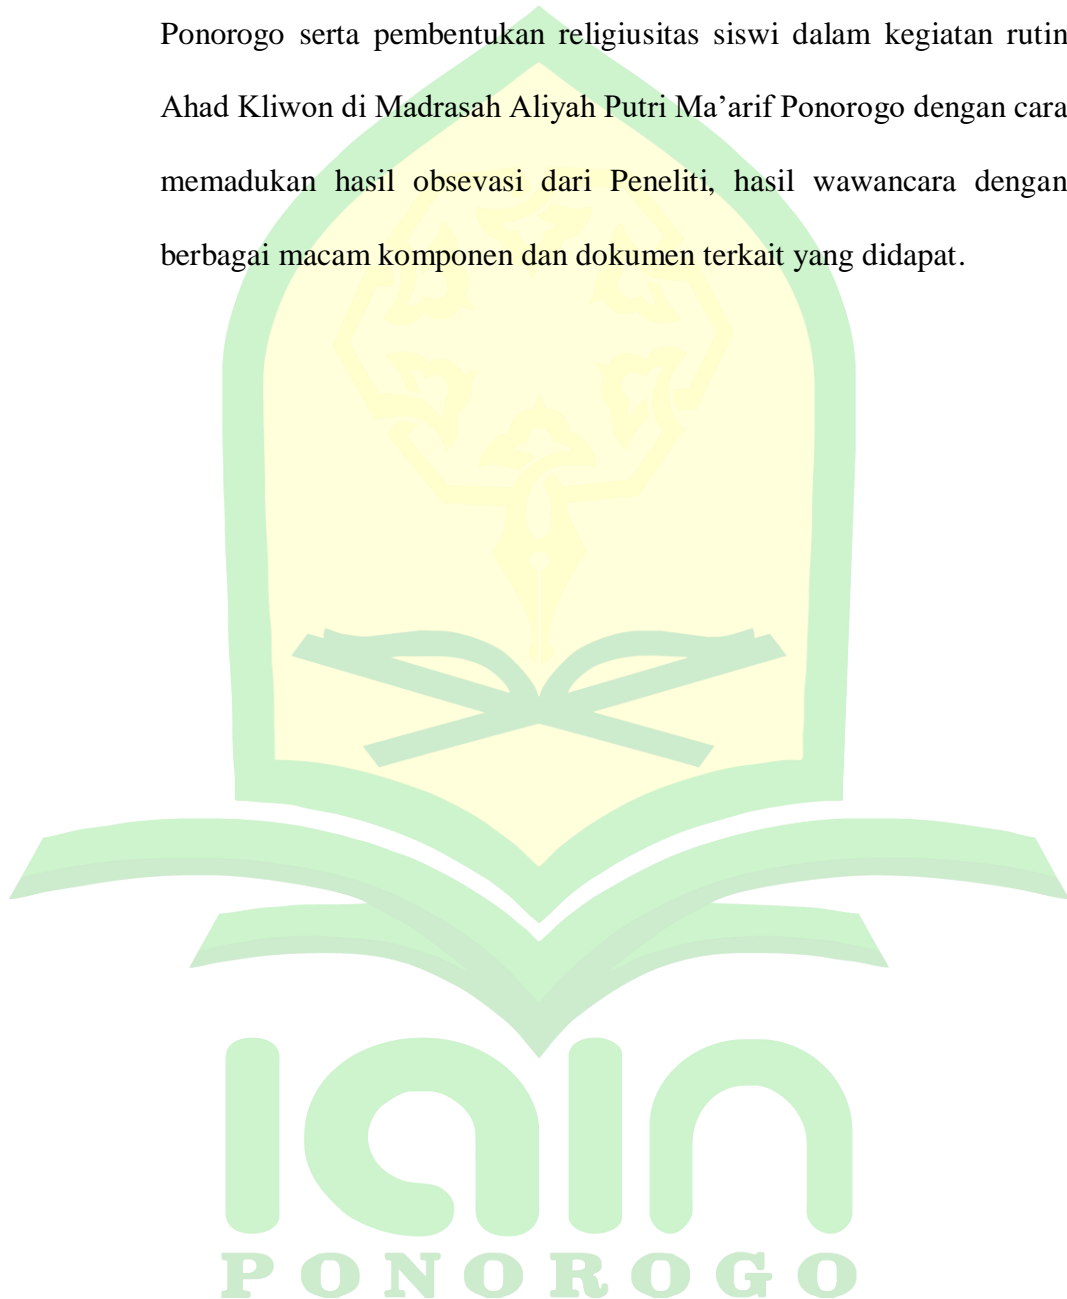 Ponorogo serta pembentukan religiusitas siswi dalam kegiatan rutin
Ahad Kliwon di Madrasah Aliyah Putri Ma’arif Ponorogo dengan cara
memadukan hasil obsevasi dari Peneliti, hasil wawancara dengan
berbagai macam komponen dan dokumen terkait yang didapat.
iain
PONOROGO